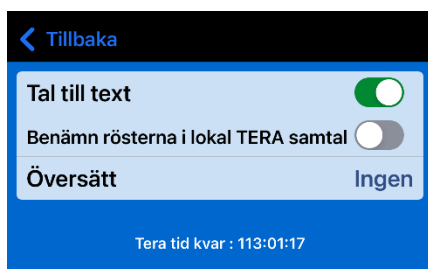 Tillbaka
Tal till text
Benämn rösterna i lokal TERA samtal
Översätt Ingen
Tera tid kvar : 113:01:17